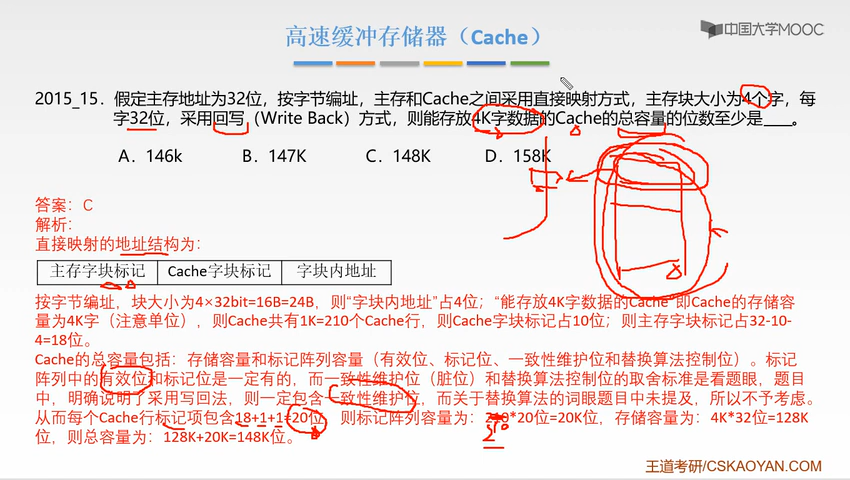 高速缓冲存储器（Cache）
中国大学MOOC
2015_15. 假定主存地址为32位，按字节编址，主存和Cache之间采用直接映射方式，主存块大小为4个字，每
字32位，采用回写（Write Back）方式，则能存放4K字数据的Cache的总容量的位数至少是____。
A. 146k B. 147K C. 148K D. 158K
答案：C
解析：
直接映射的地址结构为：
主存字块标记 Cache字块标记 字块内地址
按字节编址，块大小为4×32bit=16B=24B，则“字块内地址”占4位；“能存放4K字数据的Cache”即Cache的存储容
量为4K字（注意单位），则Cache共有1K=210个Cache行，则Cache字块标记占10位；则主存字块标记占32-10-
4=18位。
Cache的总容量包括：存储容量和标记阵列容量（有效位、标记位、一致性维护位和替换算法控制位）。标记
阵列中的有效位和标记位是一定有的，而一致性维护位（脏位）和替换算法控制位的取舍标准是看题眼，题目
中，明确说明了采用写回法，则一定包含一致性维护位，而关于替换算法的词眼题目中未提及，所以不予考虑。
从而每个Cache行标记项包含18+1+1=20位，则标记阵列容量为：210*20位=20K位，存储容量为：4K*32位=128K
位，则总容量为：128K+20K=148K位。
王道考研/CSKAOYAN.COM